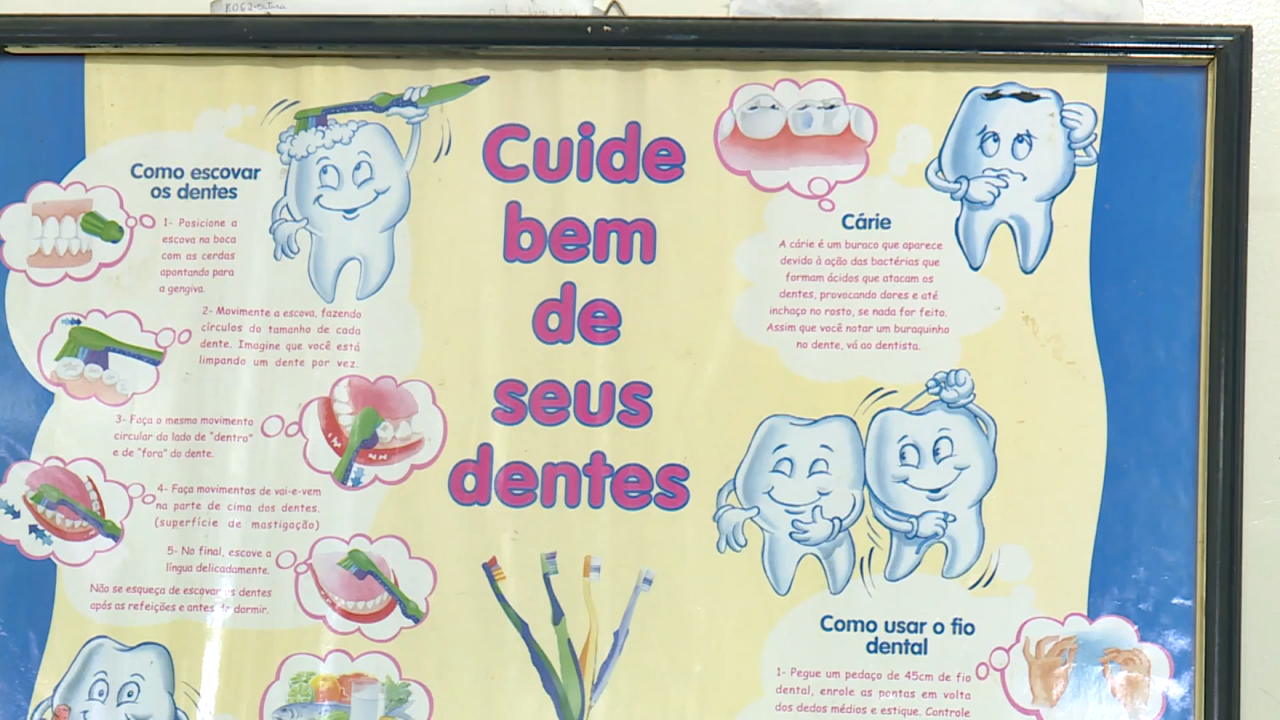 Cuide
bem
de
seus
dentes
Como escovar
os dentes
1- Posicione a
escova na boca
com as cerdas
apontando para
a gengiva.
2- Movimente a escova, fazendo
círculos do tamanho de cada
dente. Imagine que você está
limpando um dente por vez.
3- Faça o mesmo movimento
circular do lado de "dentro"
e de "fora" do dente.
4- Faça movimentos de vai-e-vem
na parte de cima dos dentes.
(superfície de mastigação)
5- No final, escove a
língua delicadamente.
Não se esqueça de escovar os dentes
após as refeições e antes de dormir.
Cárie
A cárie é um buraco que aparece
devido à ação das bactérias que
formam ácidos que atacam os
dentes, provocando dores e até
inchaço no rosto, se nada for feito.
Assim que você notar um buraquinho
no dente, vá ao dentista.
Como usar o fio
dental
1- Pegue um pedaço de 45cm de fio
dental, enrole as pontas em volta
dos dedos médios e estique. Controle